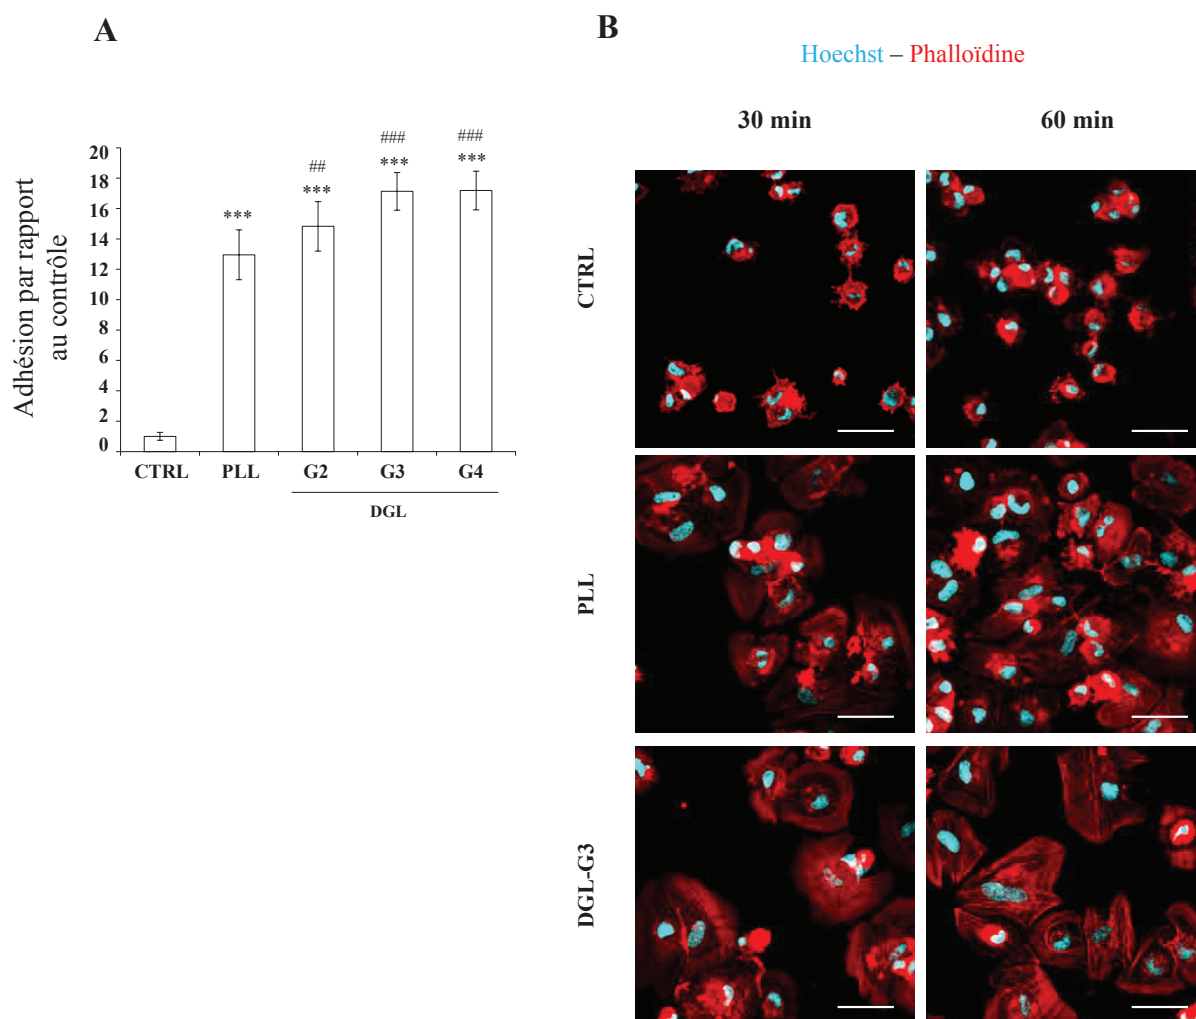 A
Adhésion par rapport
au contrôle
20
18
16
14
12
10
8
6
4
2
0
***
##
***
###
***
###
***
CTRL PLL G2 G3 G4
DGL
B
Hoechst – Phalloïdine
30 min 60 min
CTRL
PLL
DGL-G3